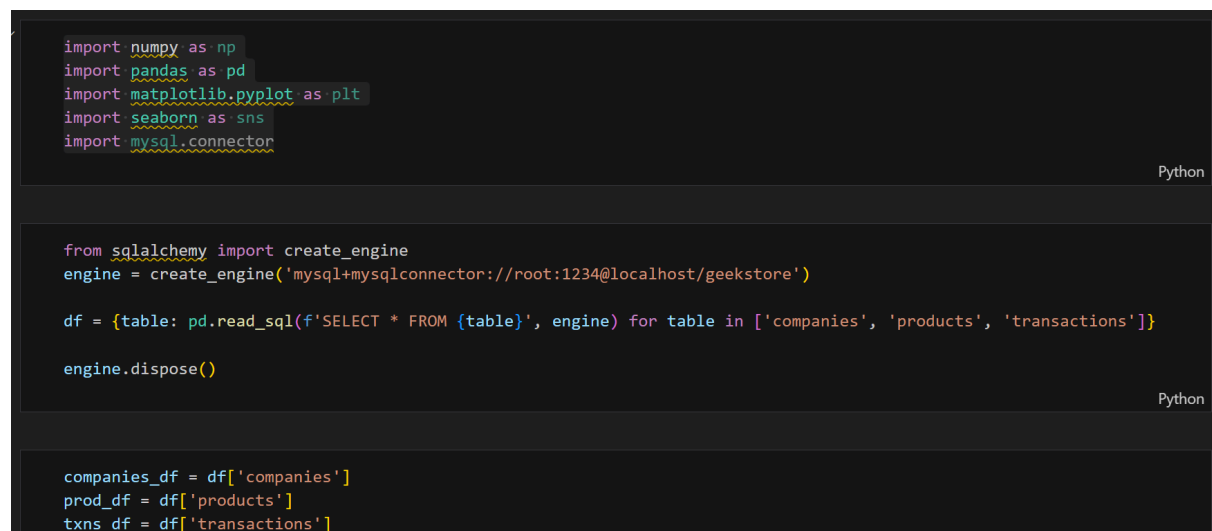 import numpy as np
import pandas as pd
import matplotlib.pyplot as plt
import seaborn as sns
import mysql.connector
Python
from sqlalchemy import create_engine
engine = create_engine('mysql+mysqlconnector://root:1234@localhost/geekstore')
df = {table: pd.read_sql(f'SELECT * FROM {table}', engine) for table in ['companies', 'products', 'transactions']}
engine.dispose()
Python
companies_df = df['companies']
prod_df = df['products']
txns_df = df['transactions']